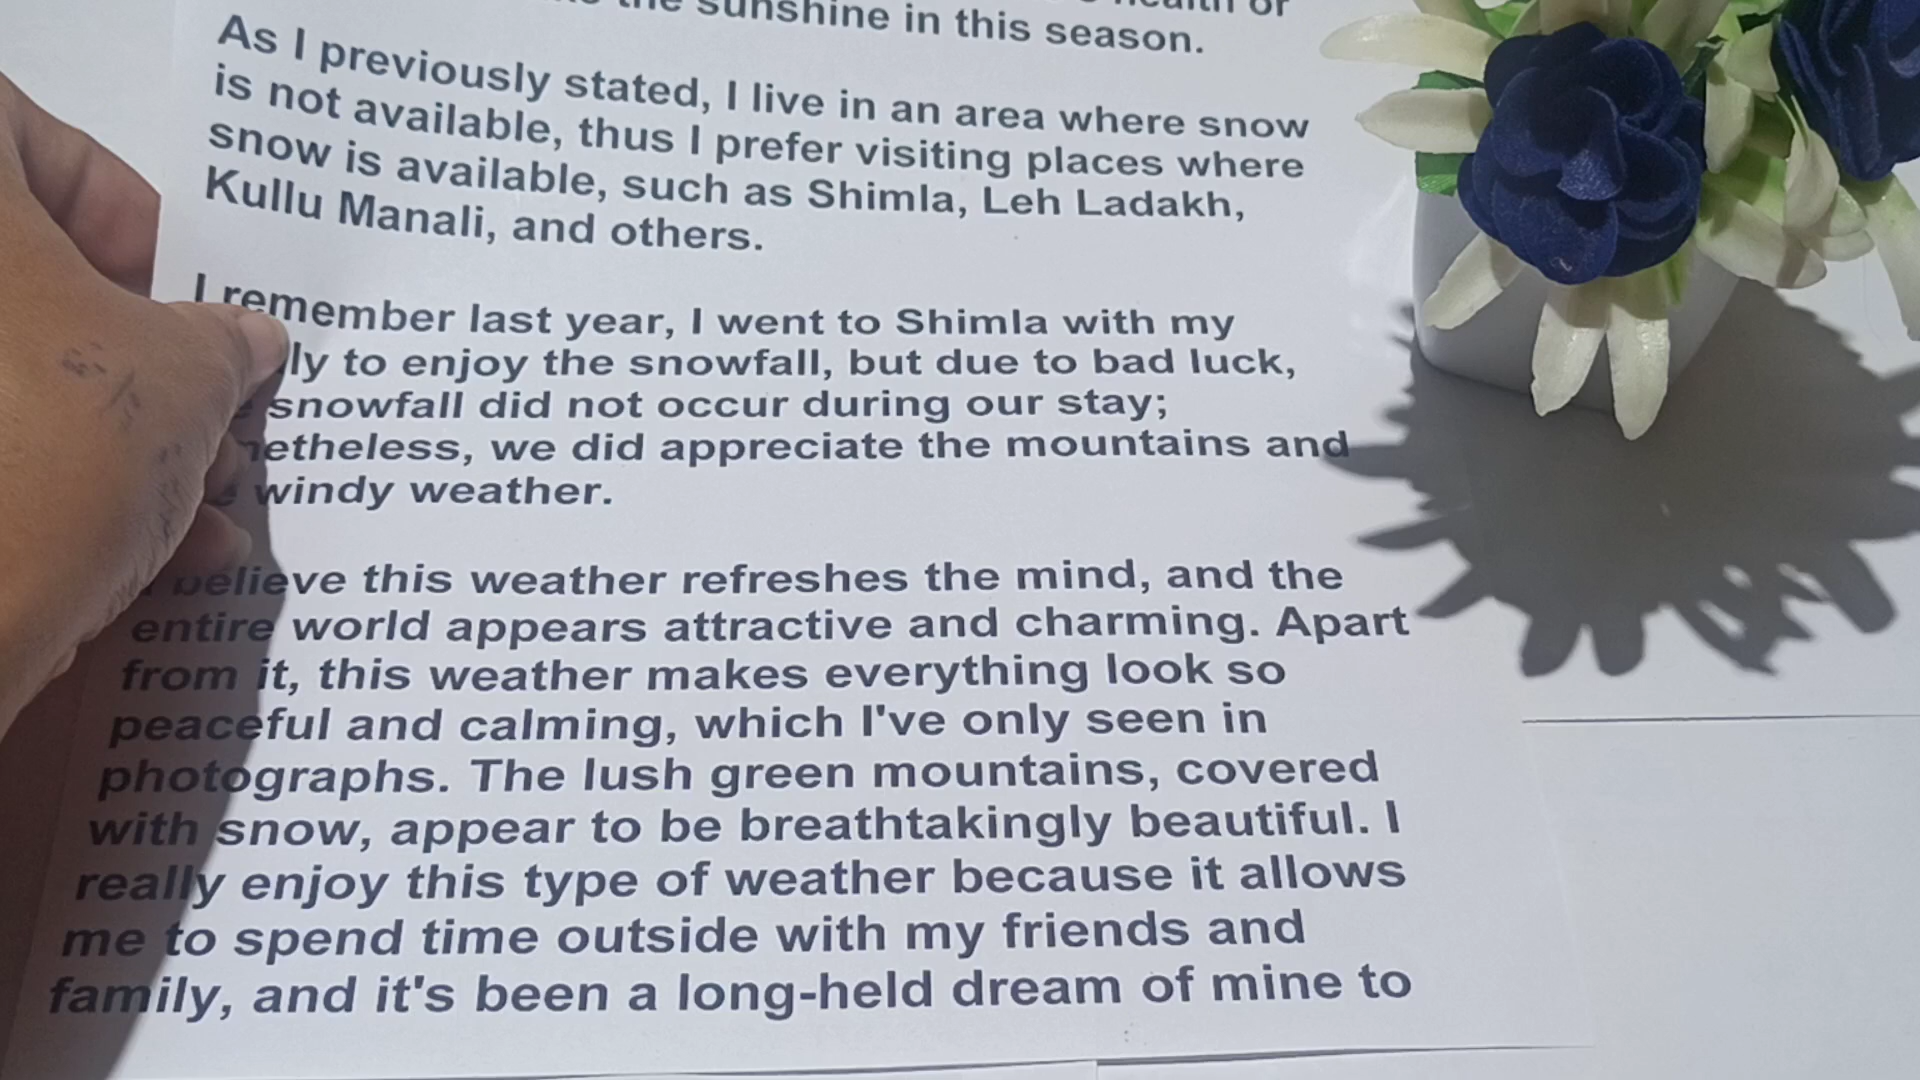 the sunshine in this season.
As I previously stated, I live in an area where snow
is not available, thus I prefer visiting places where
snow is available, such as Shimla, Leh Ladakh,
Kullu Manali, and others.
I remember last year, I went to Shimla with my
to enjoy the snowfall, but due to bad luck,
snowfall did not occur during our stay;
we did appreciate the mountains and
windy weather.
believe this weather refreshes the mind, and the
entire world appears attractive and charming. Apart
from it, this weather makes everything look so
peaceful and calming, which I've only seen in
photographs. The lush green mountains, covered
with snow, appear to be breathtakingly beautiful. I
really enjoy this type of weather because it allows
me to spend time outside with my friends and
family, and it's been a long-held dream of mine to